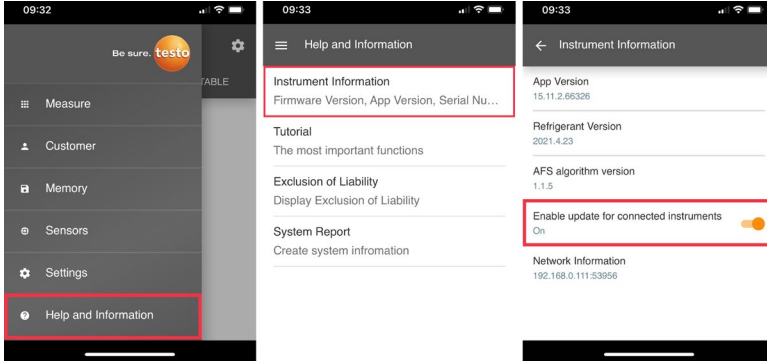 09:32
Be sure. testo
TABLE
Measure
Customer
Memory
Sensors
Settings
Help and Information
09:33
Help and Information
Instrument Information
Firmware Version, App Version, Serial Nu...
Tutorial
The most important functions
Exclusion of Liability
Display Exclusion of Liability
System Report
Create system infromation
09:33
Instrument Information
App Version
15.11.2.66326
Refrigerant Version
2021.4.23
AFS algorithm version
1.1.5
Enable update for connected instruments
On
Network Information
192.168.0.111:53956